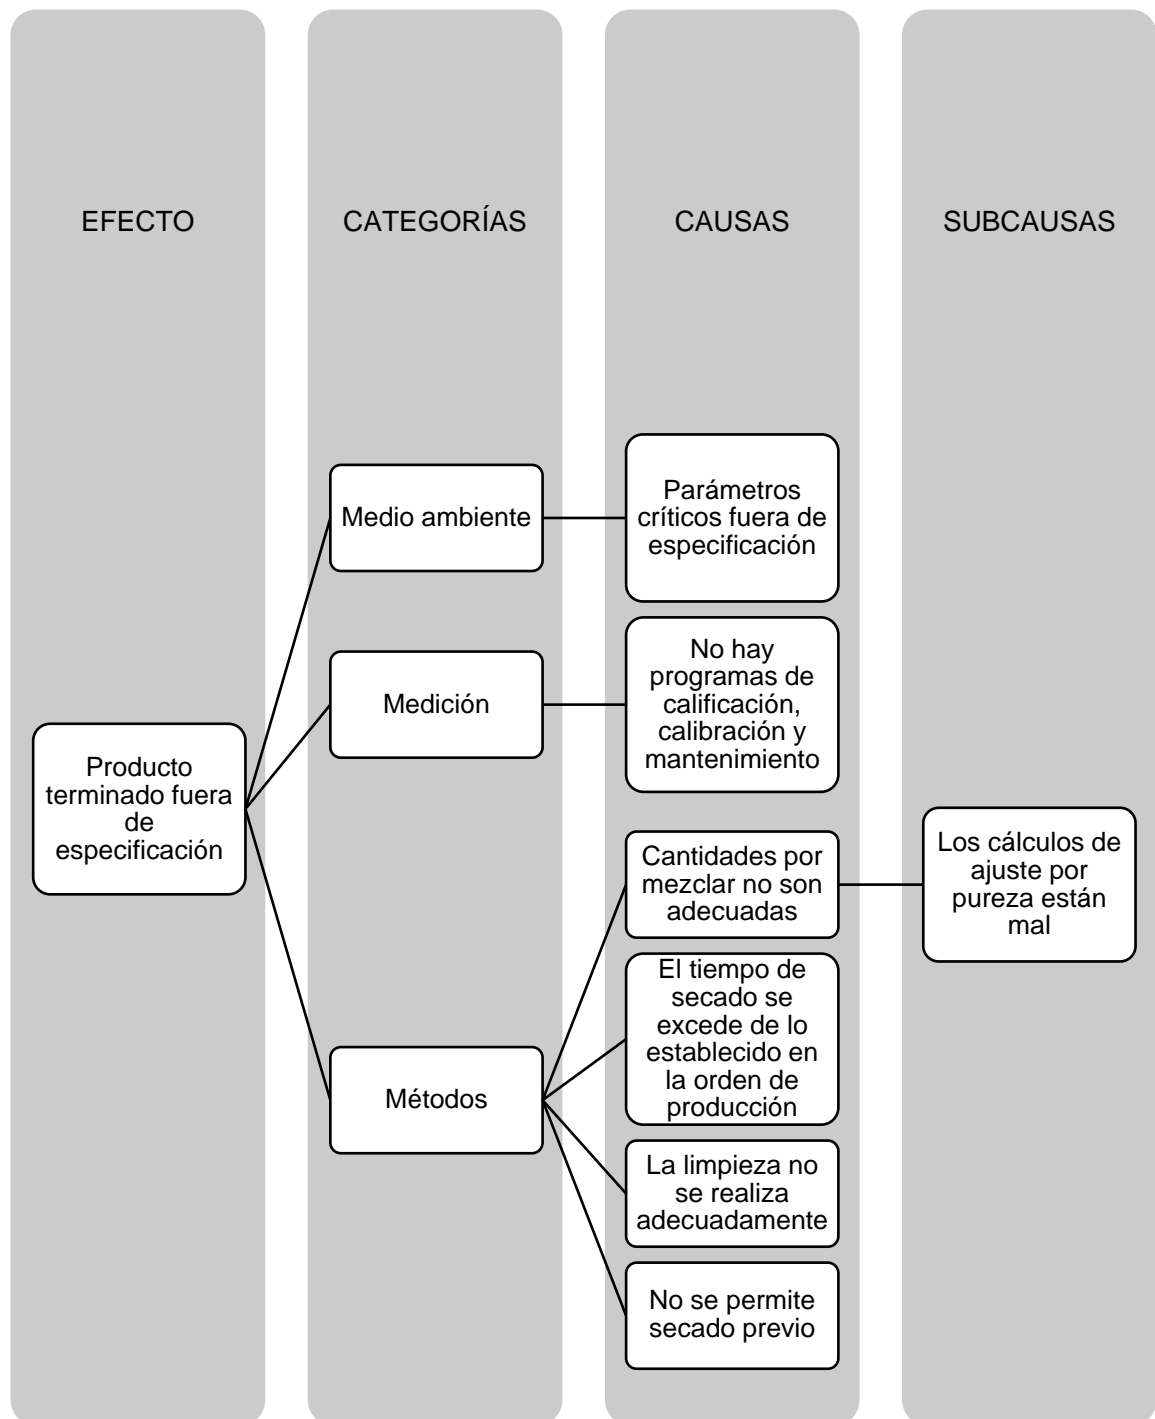 EFECTO
CATEGORÍAS
CAUSAS
SUBCAUSAS
Producto
terminado fuera
de
especificación
Medio ambiente
Medición
Métodos
Parámetros
críticos fuera de
especificación
No hay
programas de
calificación,
calibración y
mantenimiento
Cantidades por
mezclar no son
adecuadas
El tiempo de
secado se
excede de lo
establecido en
la orden de
producción
La limpieza no
se realiza
adecuadamente
No se permite
secado previo
Los cálculos de
ajuste por
pureza están
mal